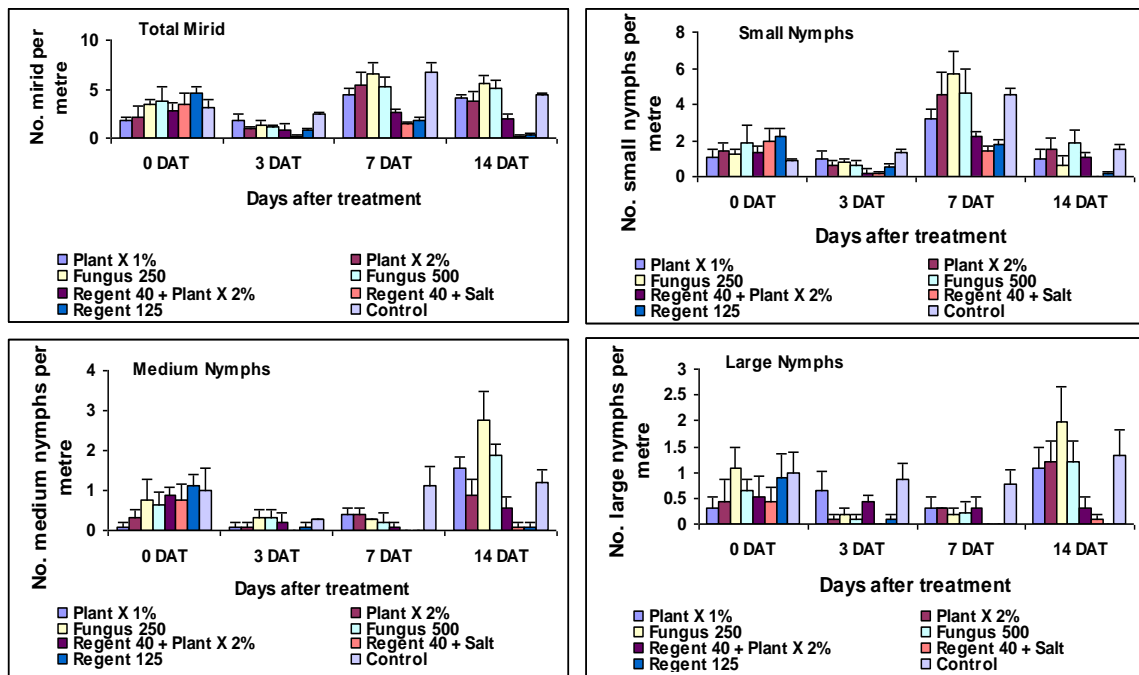 Total Mirid
No. mirid per
metre
10
5
0
0 DAT 3 DAT 7 DAT 14 DAT
Days after treatment
Plant X 1% Plant X 2%
Fungus 250 Fungus 500
Regent 40 + Plant X 2% Regent 40 + Salt
Regent 125 Control
Small Nymphs
No. small nymphs per
metre
8
6
4
2
0
0 DAT 3 DAT 7 DAT 14 DAT
Days after treatment
Plant X 1% Plant X 2%
Fungus 250 Fungus 500
Regent 40 + Plant X 2% Regent 40 + Salt
Regent 125 Control
Medium Nymphs
No. medium nymphs per
metre
4
3
2
1
0
0 DAT 3 DAT 7 DAT 14 DAT
Days after treatment
Plant X 1% Plant X 2%
Fungus 250 Fungus 500
Regent 40 + Plant X 2% Regent 40 + Salt
Regent 125 Control
Large Nymphs
No. large nymphs per
metre
3
2.5
2
1.5
1
0.5
0
0 DAT 3 DAT 7 DAT 14 DAT
Days after treatment
Plant X 1% Plant X 2%
Fungus 250 Fungus 500
Regent 40 + Plant X 2% Regent 40 + Salt
Regent 125 Control